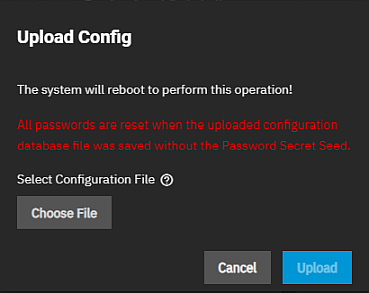 Upload Config
The system will reboot to perform this operation!
All passwords are reset when the uploaded configuration
database file was saved without the Password Secret Seed.
Select Configuration File ?
Choose File
Cancel
Upload